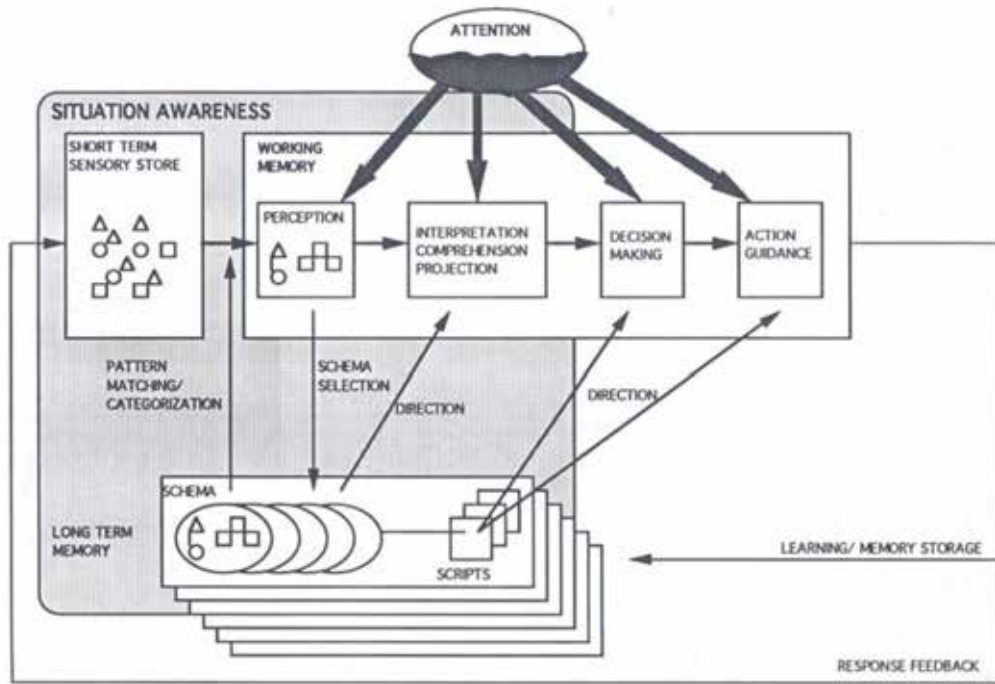 ATTENTION
SITUATION AWARENESS
SHORT TERM
SENSORY STORE
WORKING
MEMORY
PERCEPTION
INTERPRETATION
COMPREHENSION
PROJECTION
DECISION
MAKING
ACTION
GUIDANCE
PATTERN
MATCHING/
CATEGORIZATION
SCHEMA
SELECTION
DIRECTION
DIRECTION
SCHEMA
LONG TERM
MEMORY
SCRIPTS
LEARNING/ MEMORY STORAGE
RESPONSE FEEDBACK